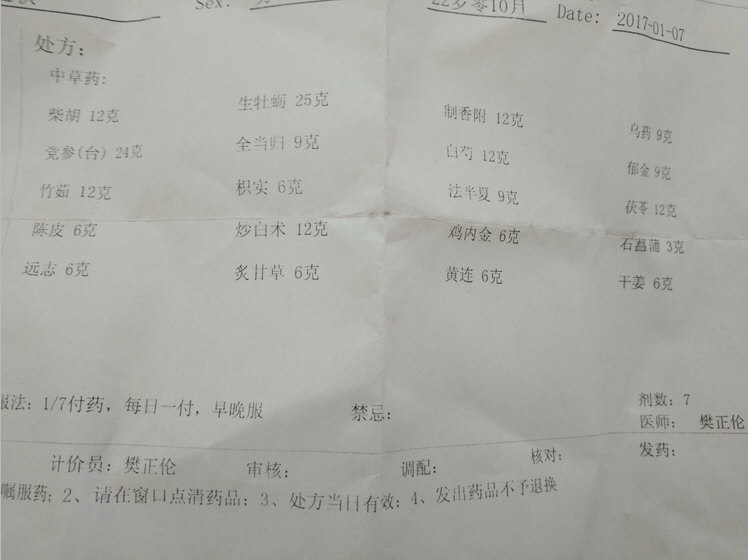 Sex:
22岁零10月
Date: 2017-01-07
处方:
中草药:
柴胡 12克 生牡蛎 25克 制香附 12克 乌药 9克
党参(台) 24克 全当归 9克 白芍 12克 郁金 9克
竹茹 12克 枳实 6克 法半夏 9克 茯苓 12克
陈皮 6克 炒白术 12克 鸡内金 6克 石菖蒲 3克
远志 6克 炙甘草 6克 黄连 6克 干姜 6克
服法: 1/7付药, 每日一付, 早晚服 禁忌: 剂数: 7
医师: 樊正伦
计价员: 樊正伦 审核: 调配: 核对: 发药:
嘱服药; 2、请在窗口点清药品; 3、处方当日有效; 4、发出药品不予退换